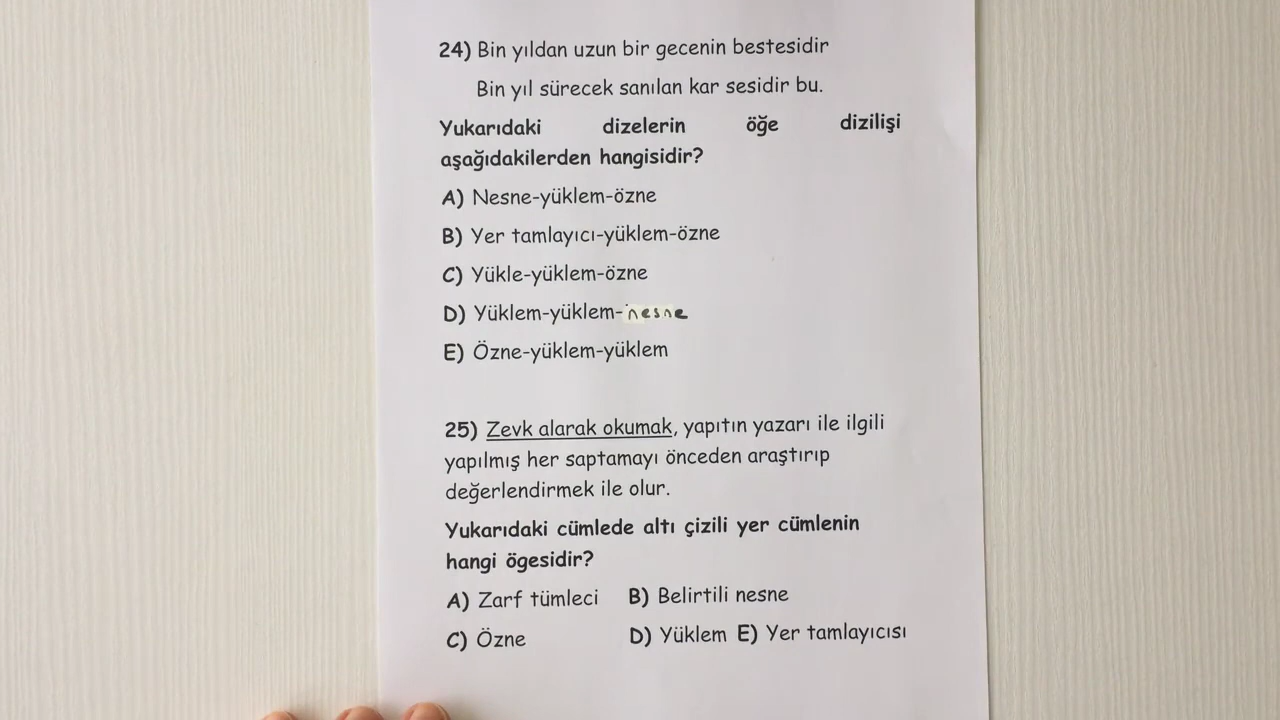 24) Bin yıldan uzun bir gecenin bestesidir
Bin yıl sürecek sanılan kar sesidir bu.
Yukarıdaki dizelerin öğe dizilişi
aşağıdakilerden hangisidir?
A) Nesne-yüklem-özne
B) Yer tamlayıcı-yüklem-özne
C) Yükle-yüklem-özne
D) Yüklem-yüklem-nesne
E) Özne-yüklem-yüklem
25) Zevk alarak okumak, yapıtın yazarı ile ilgili
yapılmış her saptamayı önceden araştırıp
değerlendirmek ile olur.
Yukarıdaki cümlede altı çizili yer cümlenin
hangi ögesidir?
A) Zarf tümleci B) Belirtili nesne
C) Özne D) Yüklem E) Yer tamlayıcısı